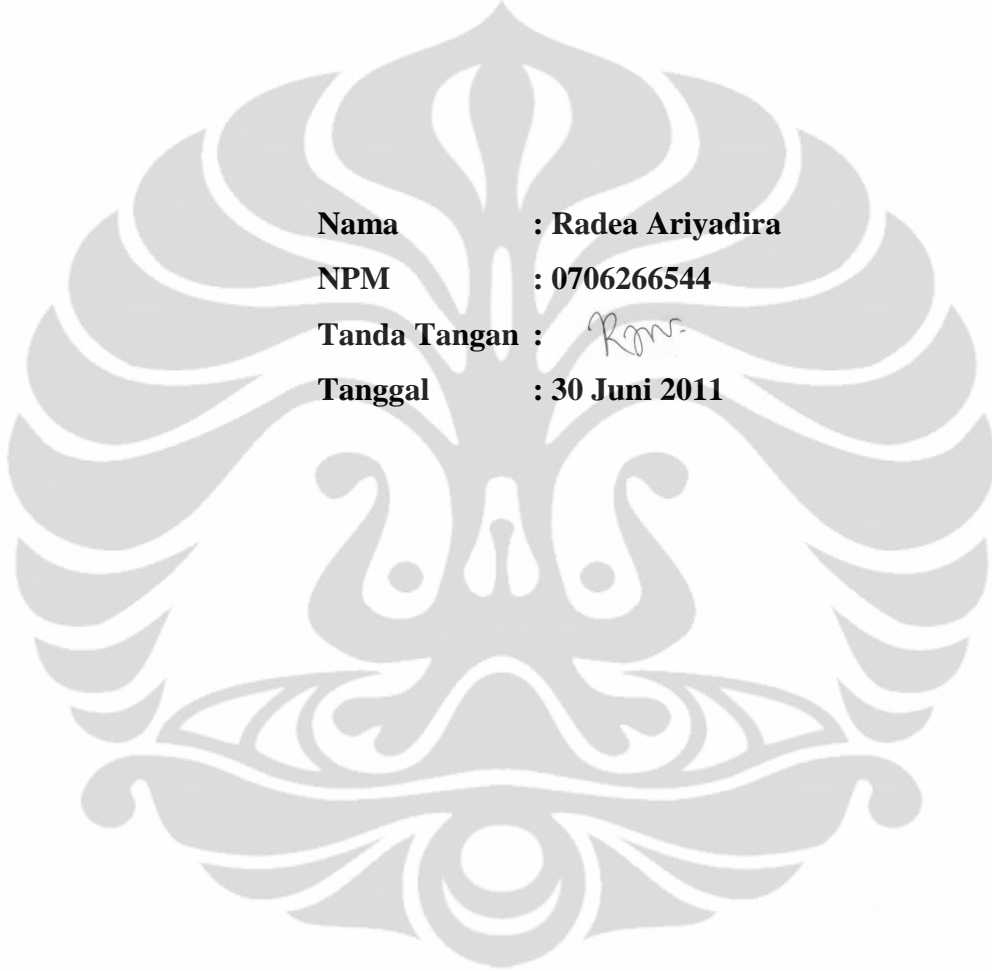 Nama : Radea Ariyadira
NPM : 0706266544
Tanda Tangan :
Tanggal : 30 Juni 2011